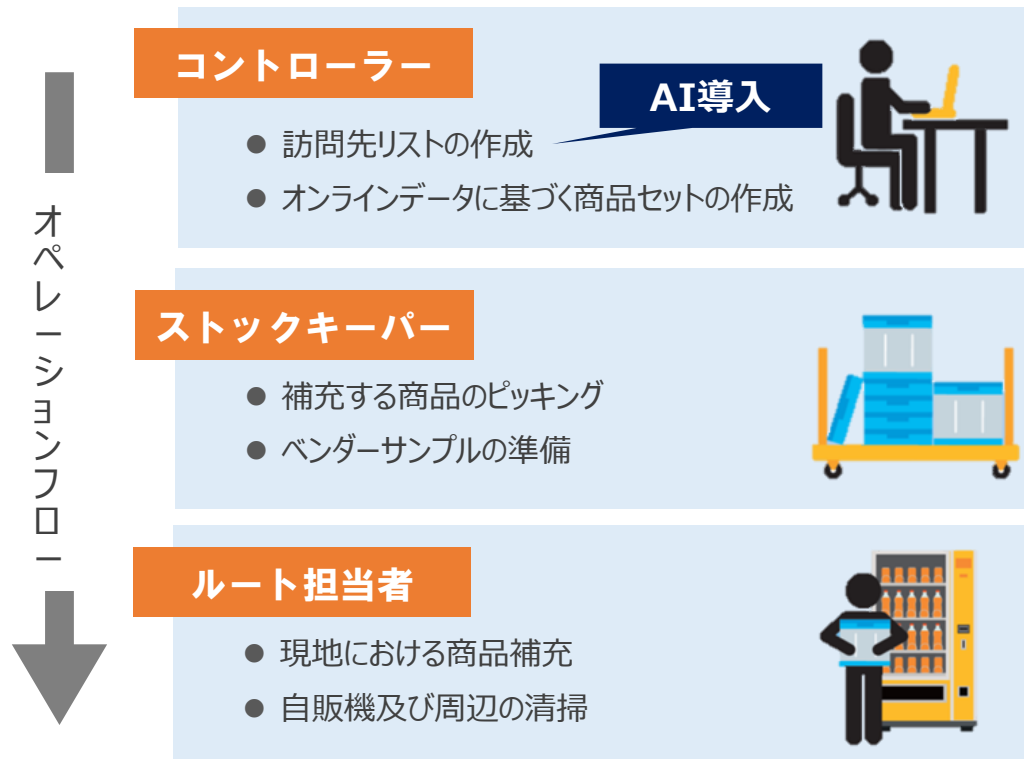 コントローラー
AI導入
● 訪問先リストの作成
● オンラインデータに基づく商品セットの作成
オペレーションフロー
ストックキーパー
● 補充する商品のピッキング
● ベンダーサンプルの準備
ルート担当者
● 現地における商品補充
● 自販機及び周辺の清掃